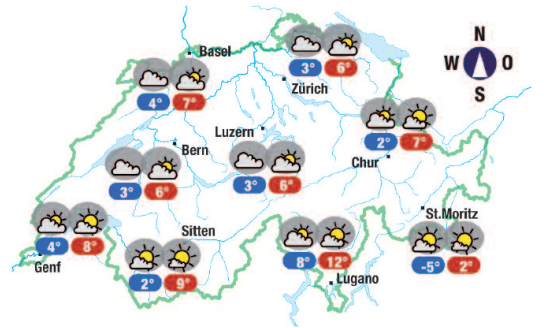 N
W O
S
Basel
3° 6°
Zürich
4° 7°
Luzern
Bern
2° 7°
Chur
3° 6°
3° 6°
St.Moritz
Sitten
4° 8°
Genf
2° 9°
8° 12°
Lugano
-5° 2°